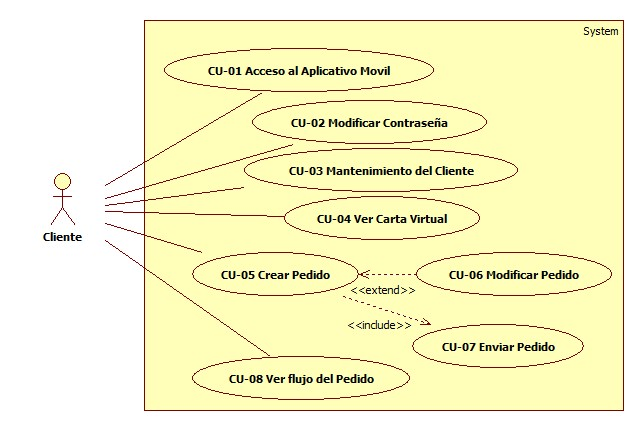 System
CU-01 Acceso al Aplicativo Movil
CU-02 Modificar Contraseña
CU-03 Mantenimiento del Cliente
CU-04 Ver Carta Virtual
Cliente
CU-05 Crear Pedido
CU-06 Modificar Pedido
<<extend>>
<<include>>
CU-07 Enviar Pedido
CU-08 Ver flujo del Pedido